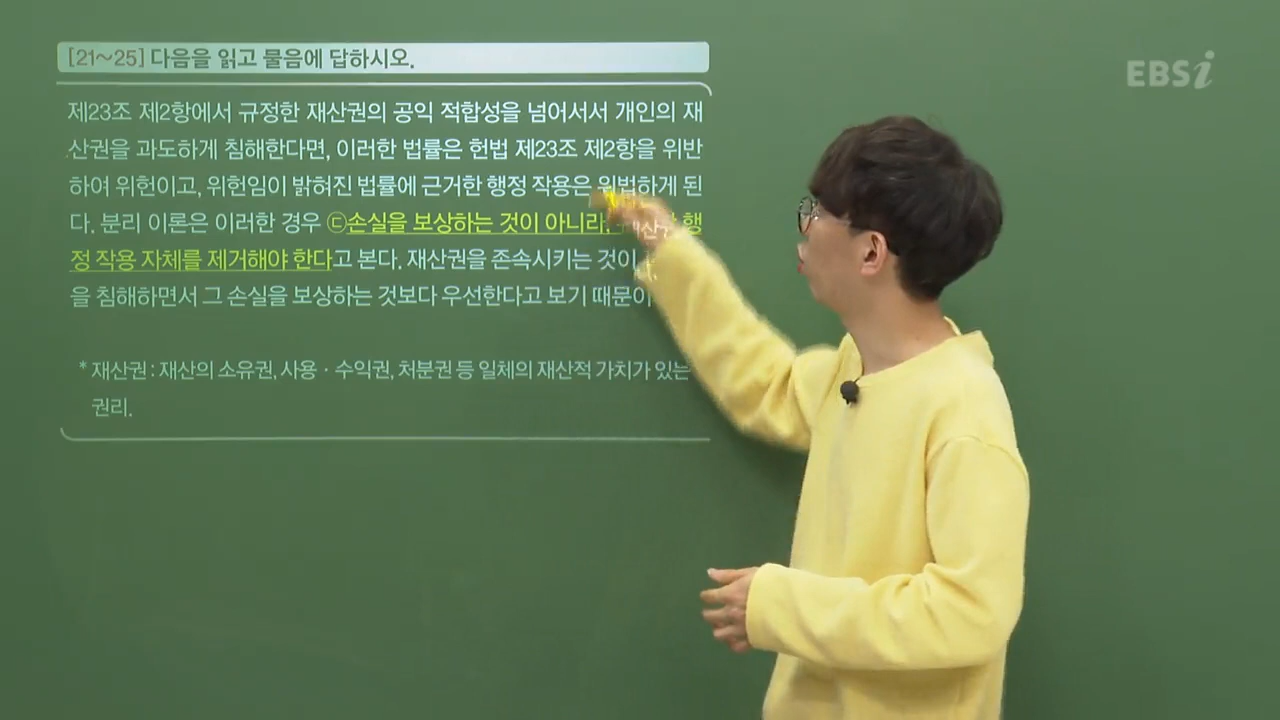 [21~25] 다음을 읽고 물음에 답하시오.
EBSi
제23조 제2항에서 규정한 재산권의 공익 적합성을 넘어서서 개인의 재
산권을 과도하게 침해한다면, 이러한 법률은 헌법 제23조 제2항을 위반
하여 위헌이고, 위헌임이 밝혀진 법률에 근거한 행정 작용은 위법하게 된
다. 분리 이론은 이러한 경우 ㉢손실을 보상하는 것이 아니라, 행
정 작용 자체를 제거해야 한다고 본다. 재산권을 존속시키는 것이
을 침해하면서 그 손실을 보상하는 것보다 우선한다고 보기 때문이
* 재산권 : 재산의 소유권, 사용 · 수익권, 처분권 등 일체의 재산적 가치가 있는
권리.